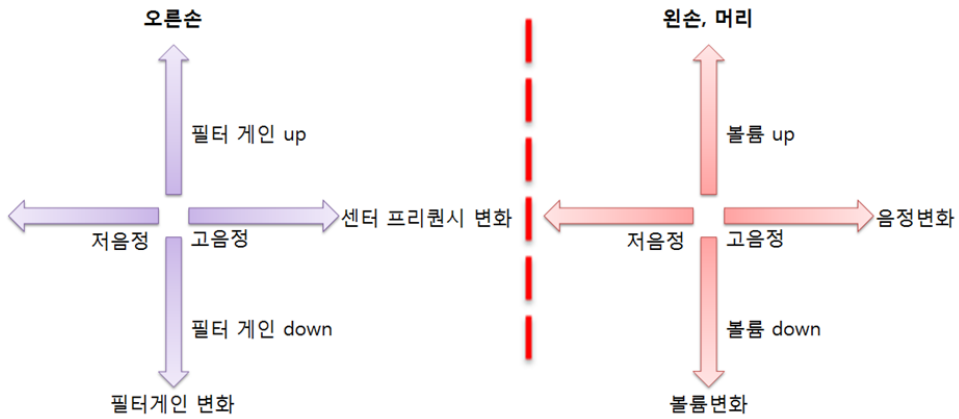 오른손
필터 게인 up
센터 프리퀀시 변화
저음정
고음정
필터 게인 down
필터게인 변화
왼손, 머리
볼륨 up
음정변화
저음정
고음정
볼륨 down
볼륨변화